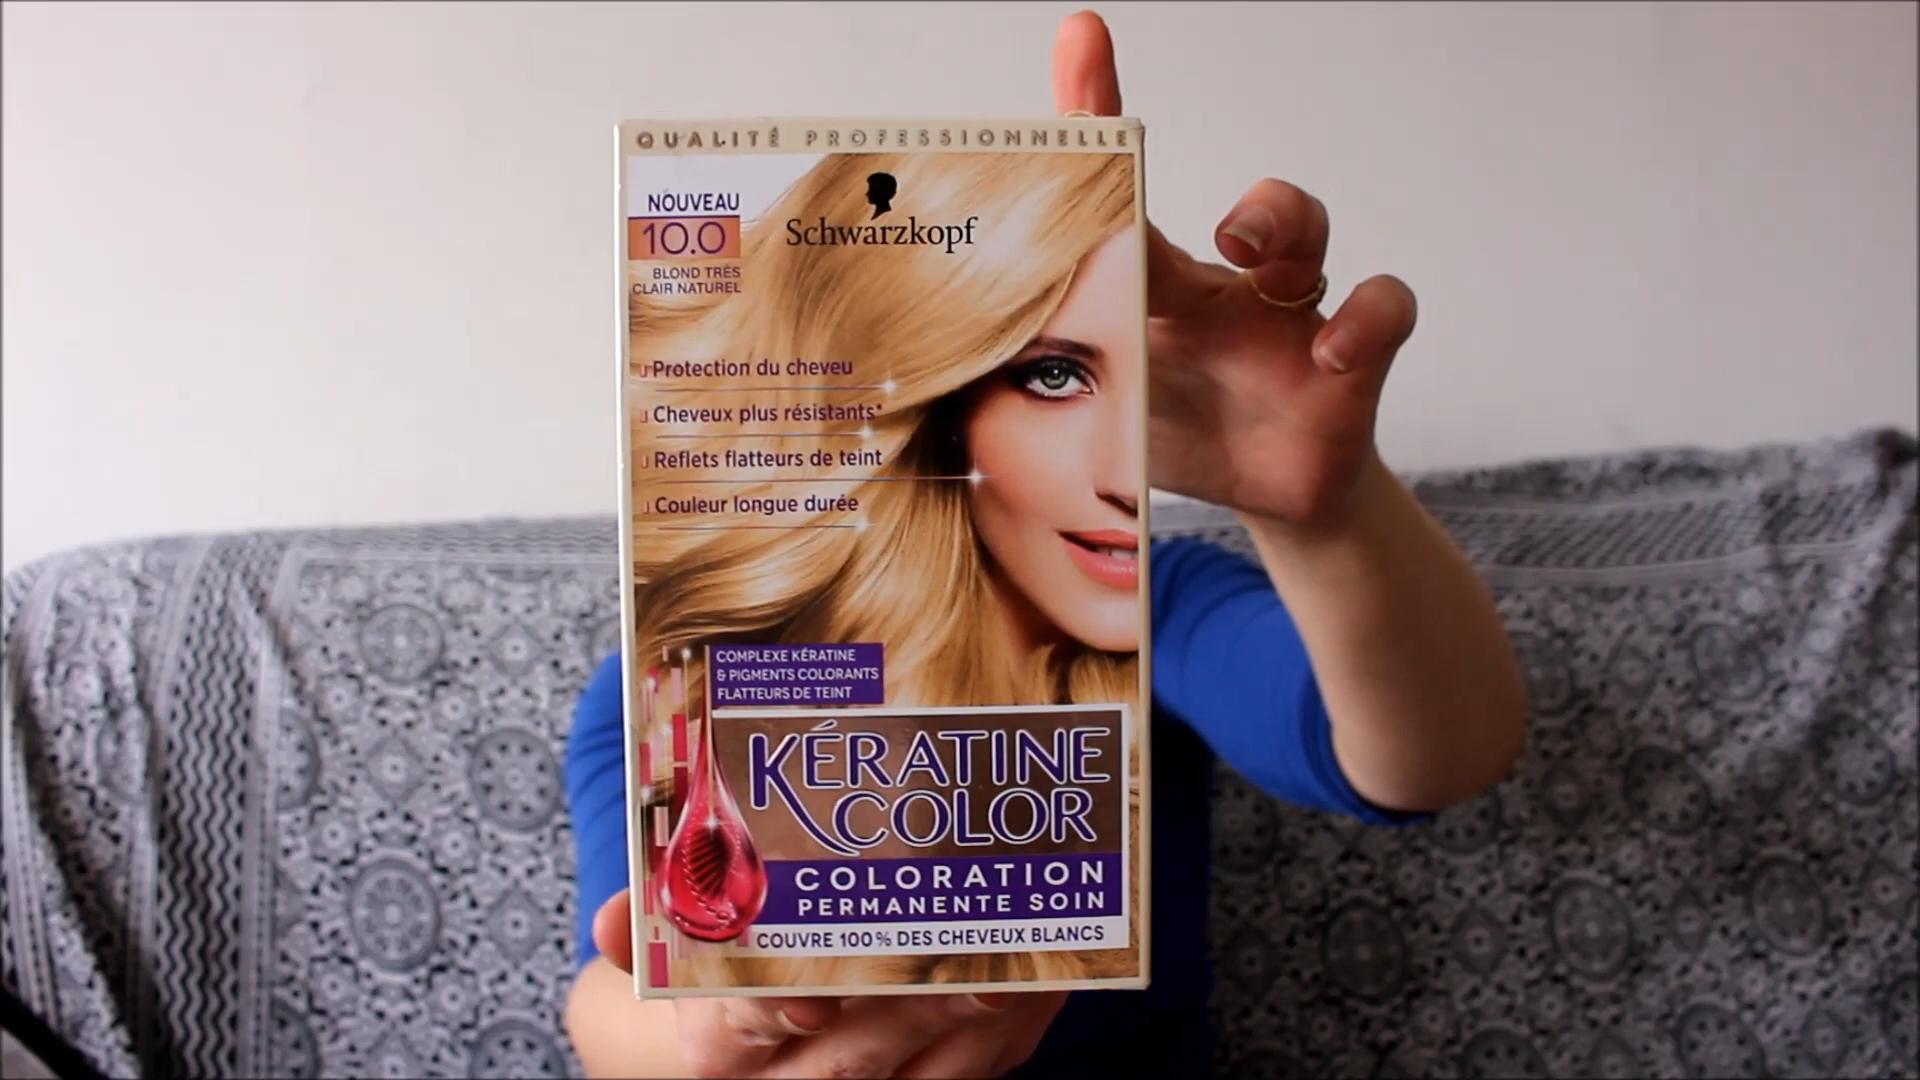 QUALITÉ PROFESSIONNELLE
NOUVEAU
10.0
BLOND TRÈS
CLAIR NATUREL
Schwarzkopf
Protection du cheveu
Cheveux plus résistants*
Reflets flatteurs de teint
Couleur longue durée
COMPLEXE KÉRATINE
& PIGMENTS COLORANTS
FLATTEURS DE TEINT
KÉRATINE
COLOR
COLORATION
PERMANENTE SOIN
COUVRE 100% DES CHEVEUX BLANCS